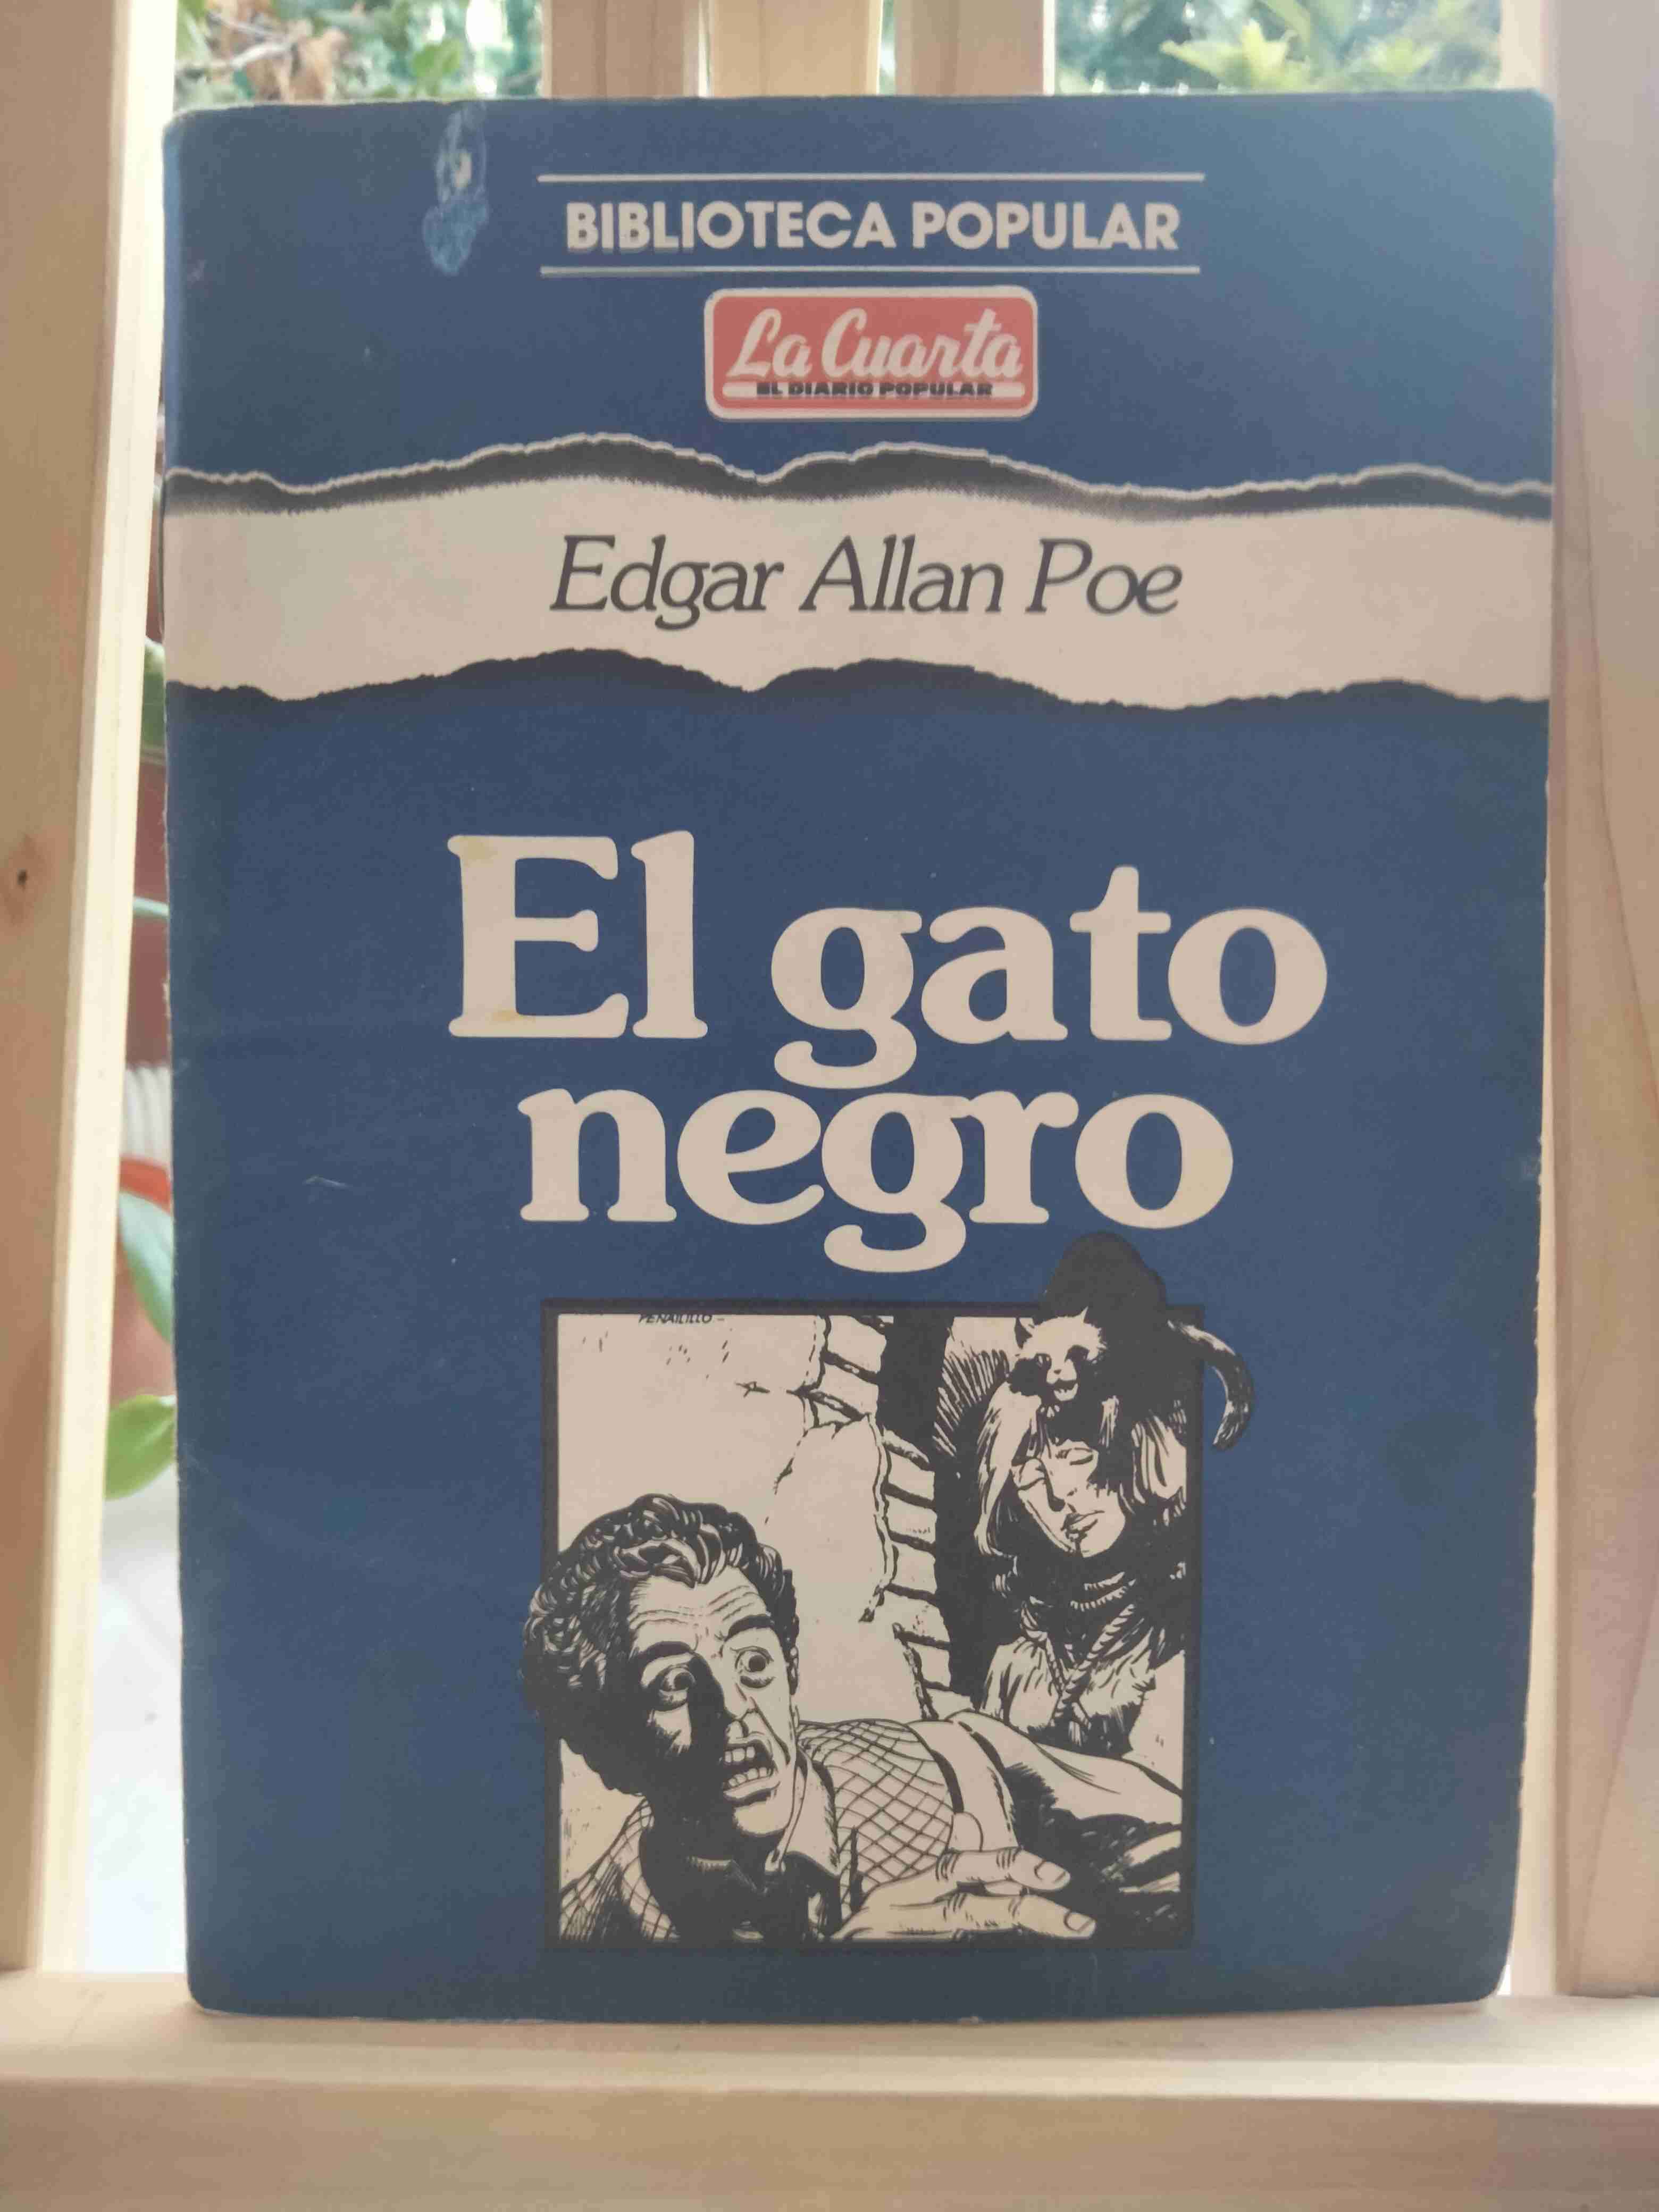 BIBLIOTECA POPULAR
La Cuarta
EL DIARIO POPULAR
Edgar Allan Poe
El gato
negro
PEÑAILILLO